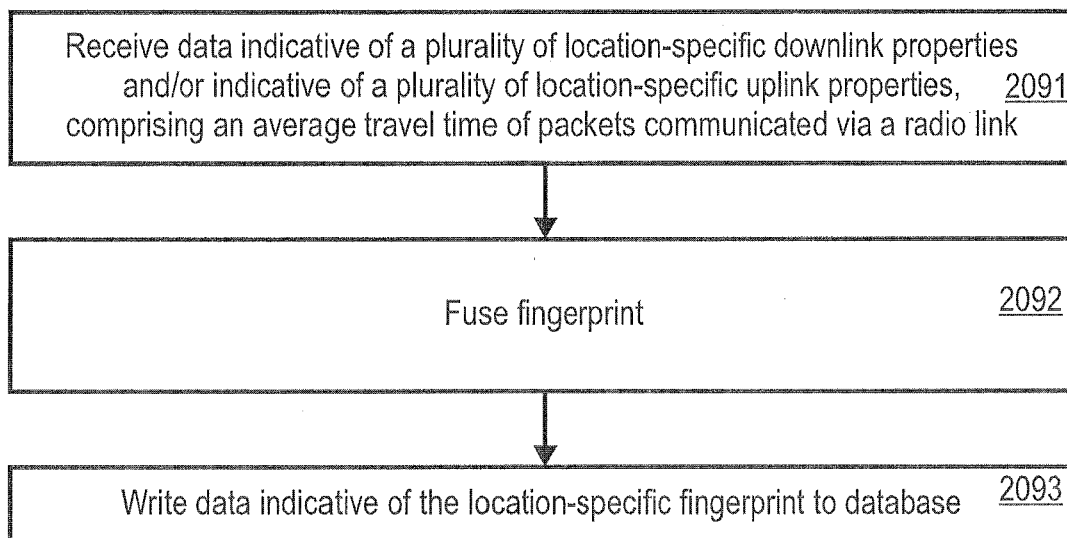 Receive data indicative of a plurality of location-specific downlink properties
and/or indicative of a plurality of location-specific uplink properties, 2091
comprising an average travel time of packets communicated via a radio link
Fuse fingerprint 2092
Write data indicative of the location-specific fingerprint to database 2093